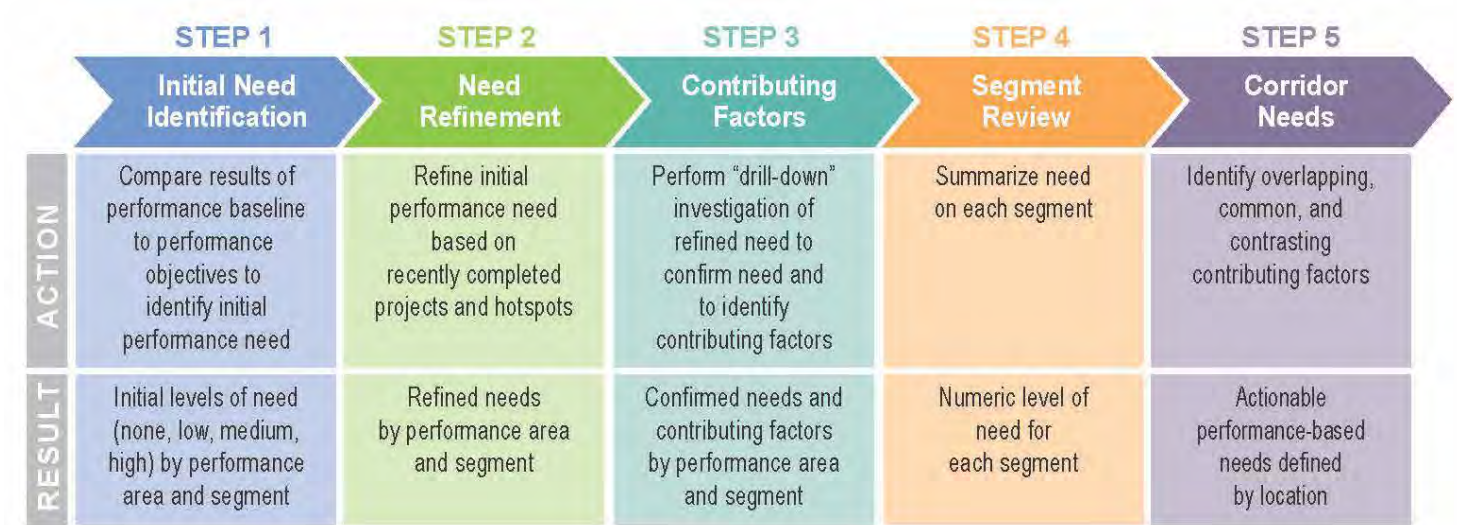 STEP 1
STEP 2
STEP 3
STEP 4
STEP 5
Initial Need
Identification
Need
Refinement
Contributing
Factors
Segment
Review
Corridor
Needs
ACTION
Compare results of
performance baseline
to performance
objectives to
identify initial
performance need
Refine initial
performance need
based on
recently completed
projects and hotspots
Perform “drill-down”
investigation of
refined need to
confirm need and
to identify
contributing factors
Summarize need
on each segment
Identify overlapping,
common, and
contrasting
contributing factors
RESULT
Initial levels of need
(none, low, medium,
high) by performance
area and segment
Refined needs
by performance area
and segment
Confirmed needs and
contributing factors
by performance area
and segment
Numeric level of
need for
each segment
Actionable
performance-based
needs defined
by location